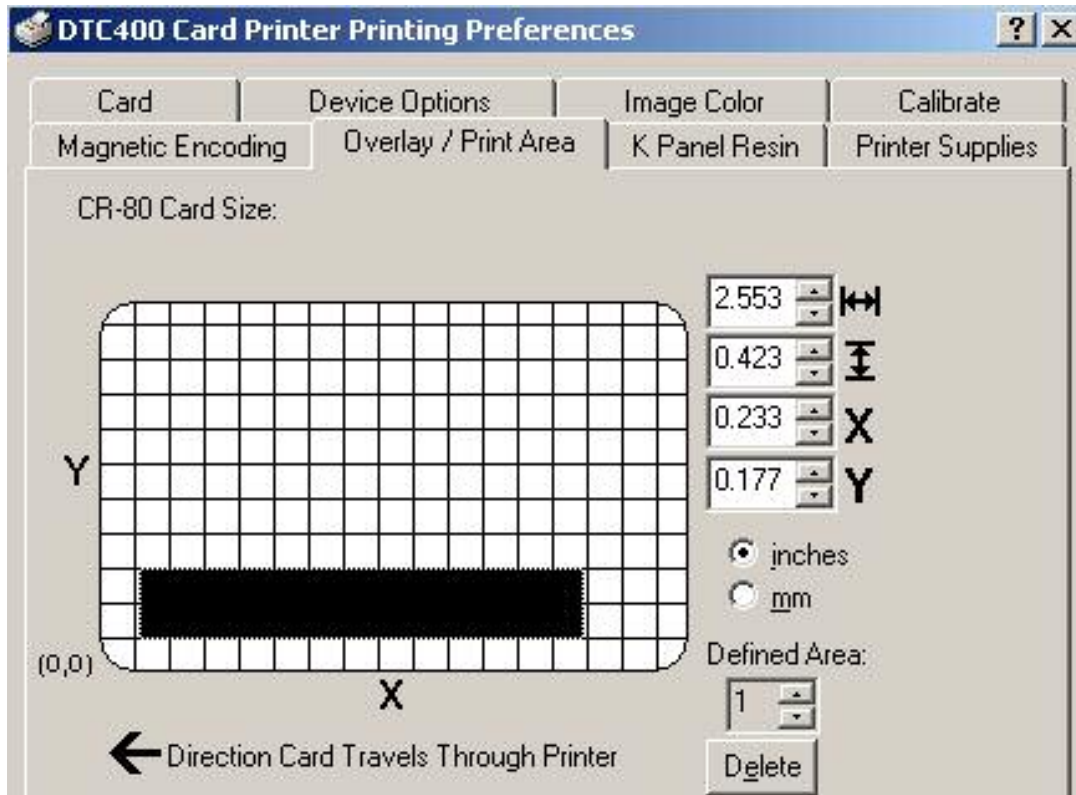 DTC400 Card Printer Printing Preferences
Card Device Options Image Color Calibrate
Magnetic Encoding Overlay / Print Area K Panel Resin Printer Supplies
CR-80 Card Size:
2.553
0.423
0.233 X
Y
0.177 Y
inches
mm
(0,0)
X
Defined Area:
1
Direction Card Travels Through Printer
Delete